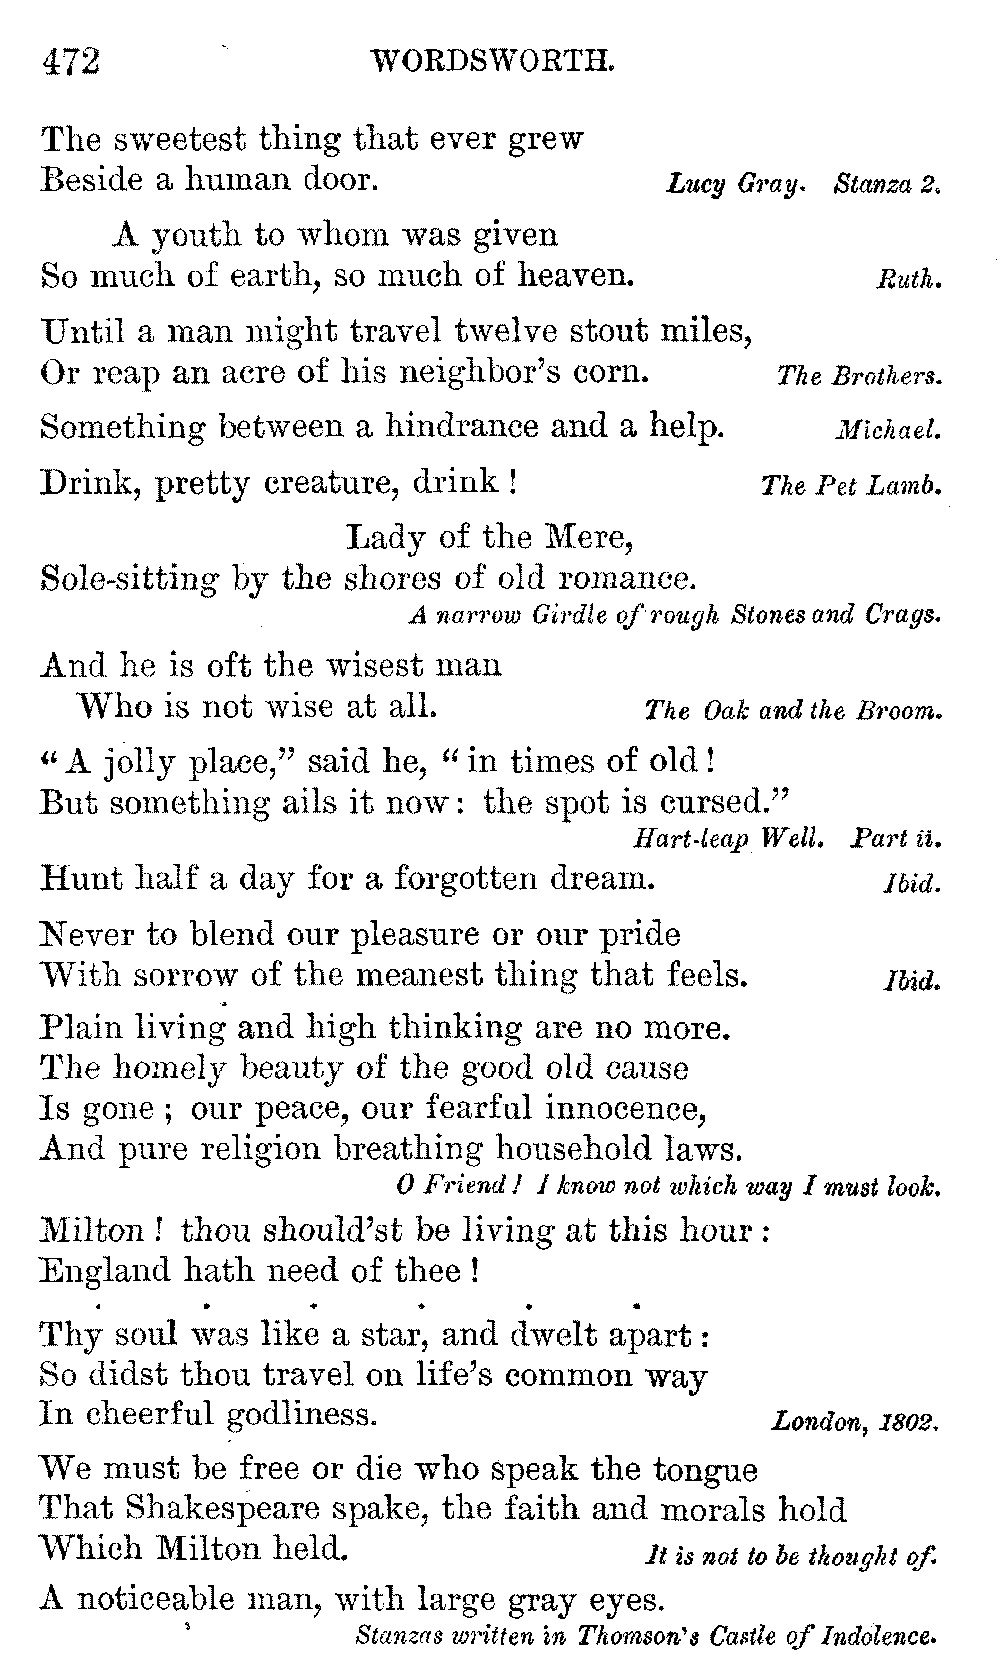 472 WORDSWORTH.
The sweetest thing that ever grew
Beside a human door. Lucy Gray. Stanza 2.
A youth to whom was given
So much of earth, so much of heaven. Ruth.
Until a man might travel twelve stout miles,
Or reap an acre of his neighbor's corn. The Brothers.
Something between a hindrance and a help. Michael.
Drink, pretty creature, drink ! The Pet Lamb.
Lady of the Mere,
Sole-sitting by the shores of old romance.
A narrow Girdle of rough Stones and Crags.
And he is oft the wisest man
Who is not wise at all. The Oak and the Broom.
"A jolly place," said he, "in times of old !
But something ails it now : the spot is cursed."
Hart-leap Well. Part ii.
Hunt half a day for a forgotten dream. Ibid.
Never to blend our pleasure or our pride
With sorrow of the meanest thing that feels. Ibid.
Plain living and high thinking are no more.
The homely beauty of the good old cause
Is gone ; our peace, our fearful innocence,
And pure religion breathing household laws.
O Friend ! I know not which way I must look.
Milton ! thou should'st be living at this hour :
England hath need of thee !
. . . . . .
Thy soul was like a star, and dwelt apart :
So didst thou travel on life's common way
In cheerful godliness. London, 1802.
We must be free or die who speak the tongue
That Shakespeare spake, the faith and morals hold
Which Milton held. It is not to be thought of.
A noticeable man, with large gray eyes.
Stanzas written in Thomson's Castle of Indolence.